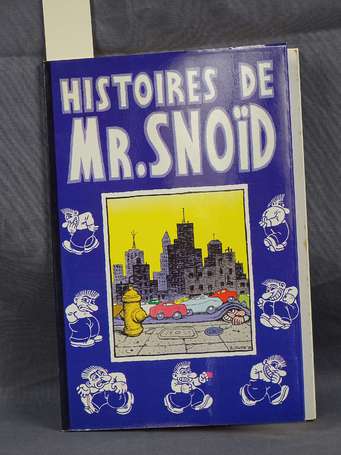 HISTOIRES DE
MR. SNOÏD